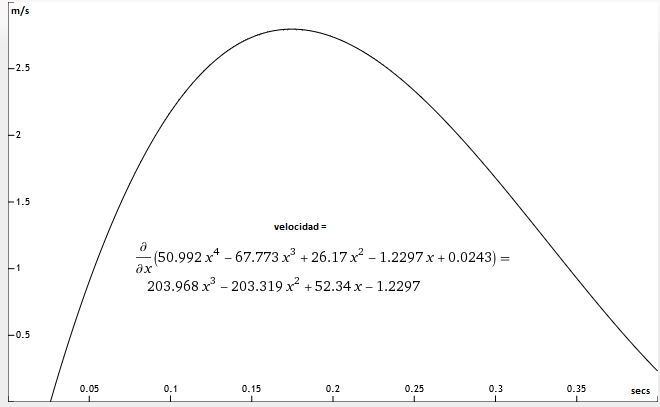 m/s
2.5
2
1.5
velocidad =
∂/∂x (50.992 x⁴ − 67.773 x³ + 26.17 x² − 1.2297 x + 0.0243) =
1
203.968 x³ − 203.319 x² + 52.34 x − 1.2297
0.5
0.05 0.1 0.15 0.2 0.25 0.3 0.35 secs